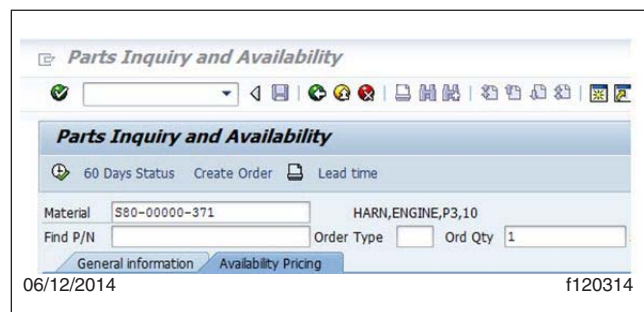 Parts Inquiry and Availability
Parts Inquiry and Availability
60 Days Status Create Order Lead time
Material S80-00000-371 HARN,ENGINE,P3,10
Find P/N Order Type Ord Qty 1
General information Availability Pricing
06/12/2014 f120314